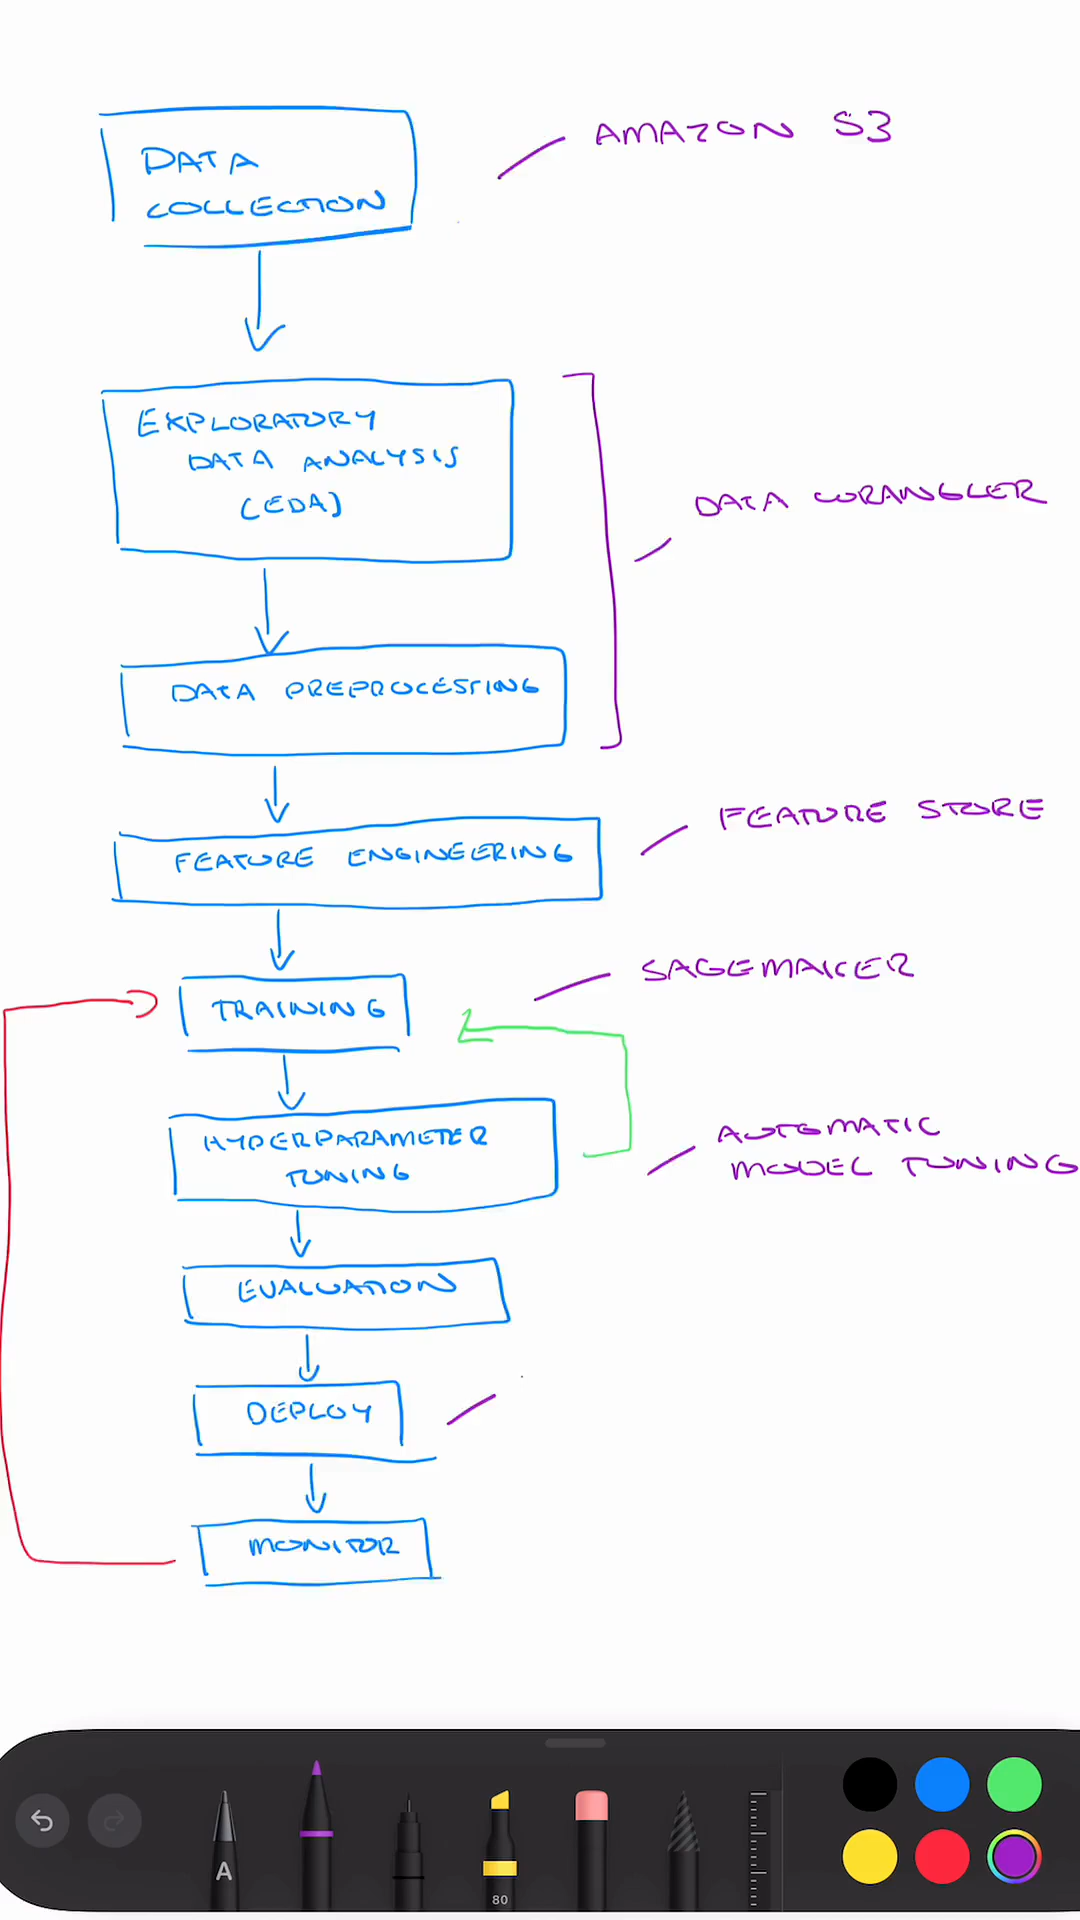 DATA
COLLECTION
AMAZON S3
EXPLORATORY
DATA ANALYSIS
(EDA)
DATA WRANGLER
DATA PREPROCESSING
FEATURE STORE
FEATURE ENGINEERING
SAGEMAKER
TRAINING
HYPERPARAMETER
TUNING
AUTOMATIC
MODEL TUNING
EVALUATION
DEPLOY
MONITOR
A
80